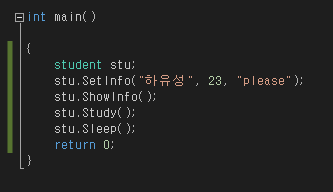 int main()
{
student stu;
stu.SetInfo("하유성", 23, "please");
stu.ShowInfo();
stu.Study();
stu.Sleep();
return 0;
}